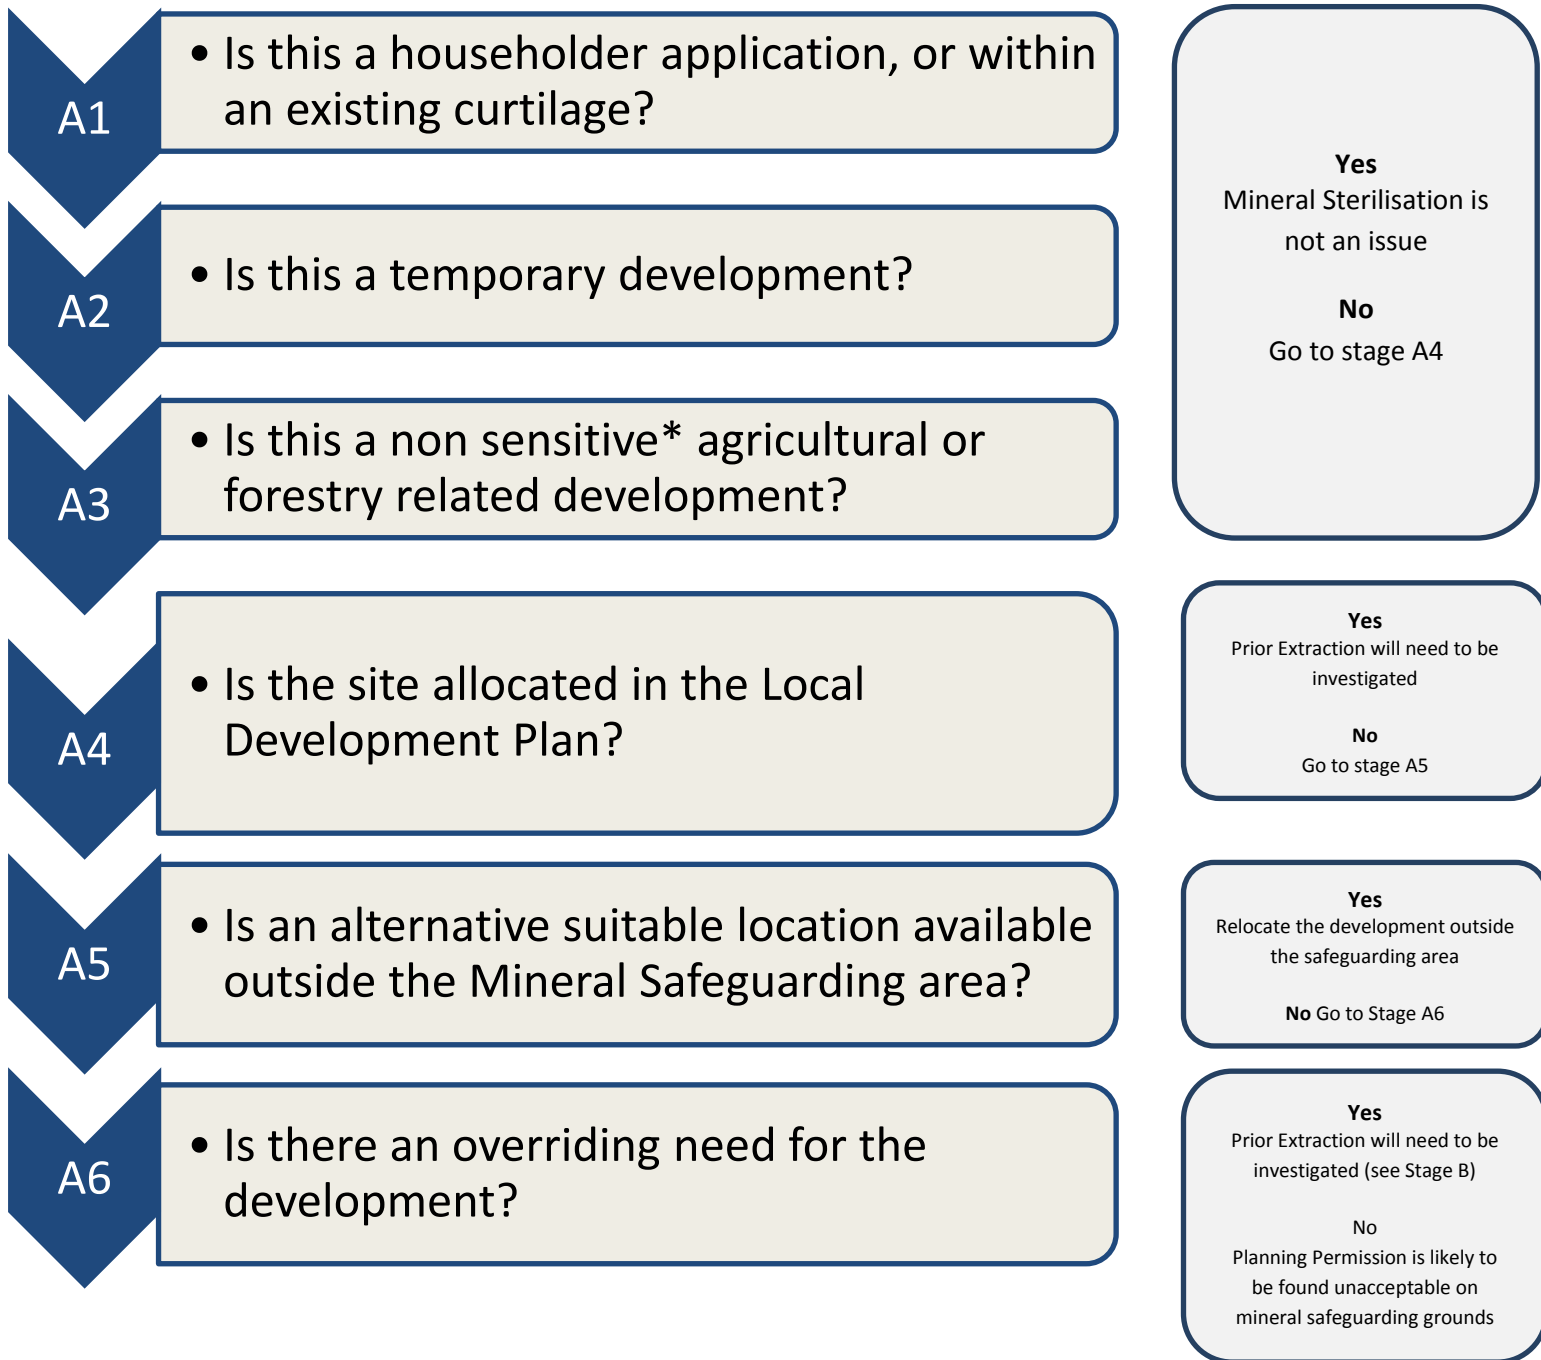 A1
• Is this a householder application, or within
an existing curtilage?
A2
• Is this a temporary development?
A3
• Is this a non sensitive* agricultural or
forestry related development?
Yes
Mineral Sterilisation is
not an issue
No
Go to stage A4
A4
• Is the site allocated in the Local
Development Plan?
Yes
Prior Extraction will need to be
investigated
No
Go to stage A5
A5
• Is an alternative suitable location available
outside the Mineral Safeguarding area?
Yes
Relocate the development outside
the safeguarding area
No Go to Stage A6
A6
• Is there an overriding need for the
development?
Yes
Prior Extraction will need to be
investigated (see Stage B)
No
Planning Permission is likely to
be found unacceptable on
mineral safeguarding grounds